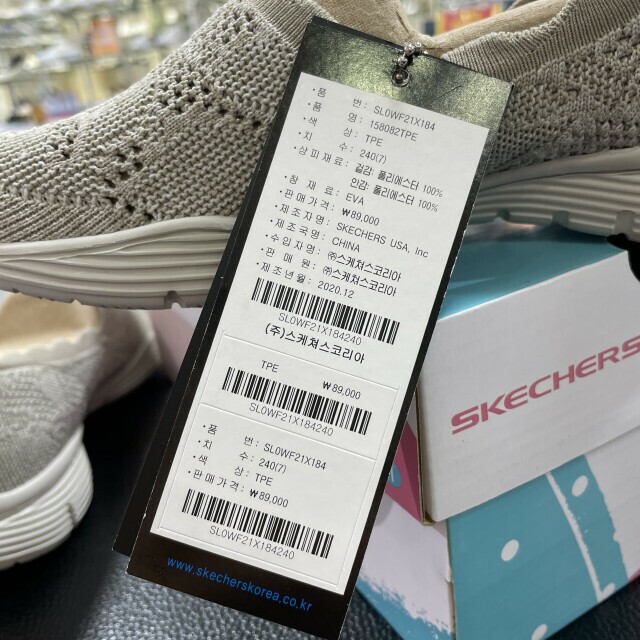 · 품 번 : SL0WF21X184
· 품 명 : 158082TPE
· 색 상 : TPE
· 치 수 : 240(7)
· 상피재료 : 겉감: 폴리에스터 100%
안감: 폴리에스터 100%
· 창 재료 : EVA
· 판매가격 : ₩89,000
· 제조자명 : SKECHERS USA, Inc
· 제조국명 : CHINA
· 수입자명 : ㈜스케쳐스코리아
· 판 매 원 : ㈜스케쳐스코리아
· 제조년월 : 2020.12
SL0WF21X184240
(주)스케쳐스코리아
TPE ₩89,000
SL0WF21X184240
· 품 번 : SL0WF21X184
· 치 수 : 240(7)
· 색 상 : TPE
· 판매가격 : ₩89,000
SL0WF21X184240
www.skecherskorea.co.kr
SKECHERS